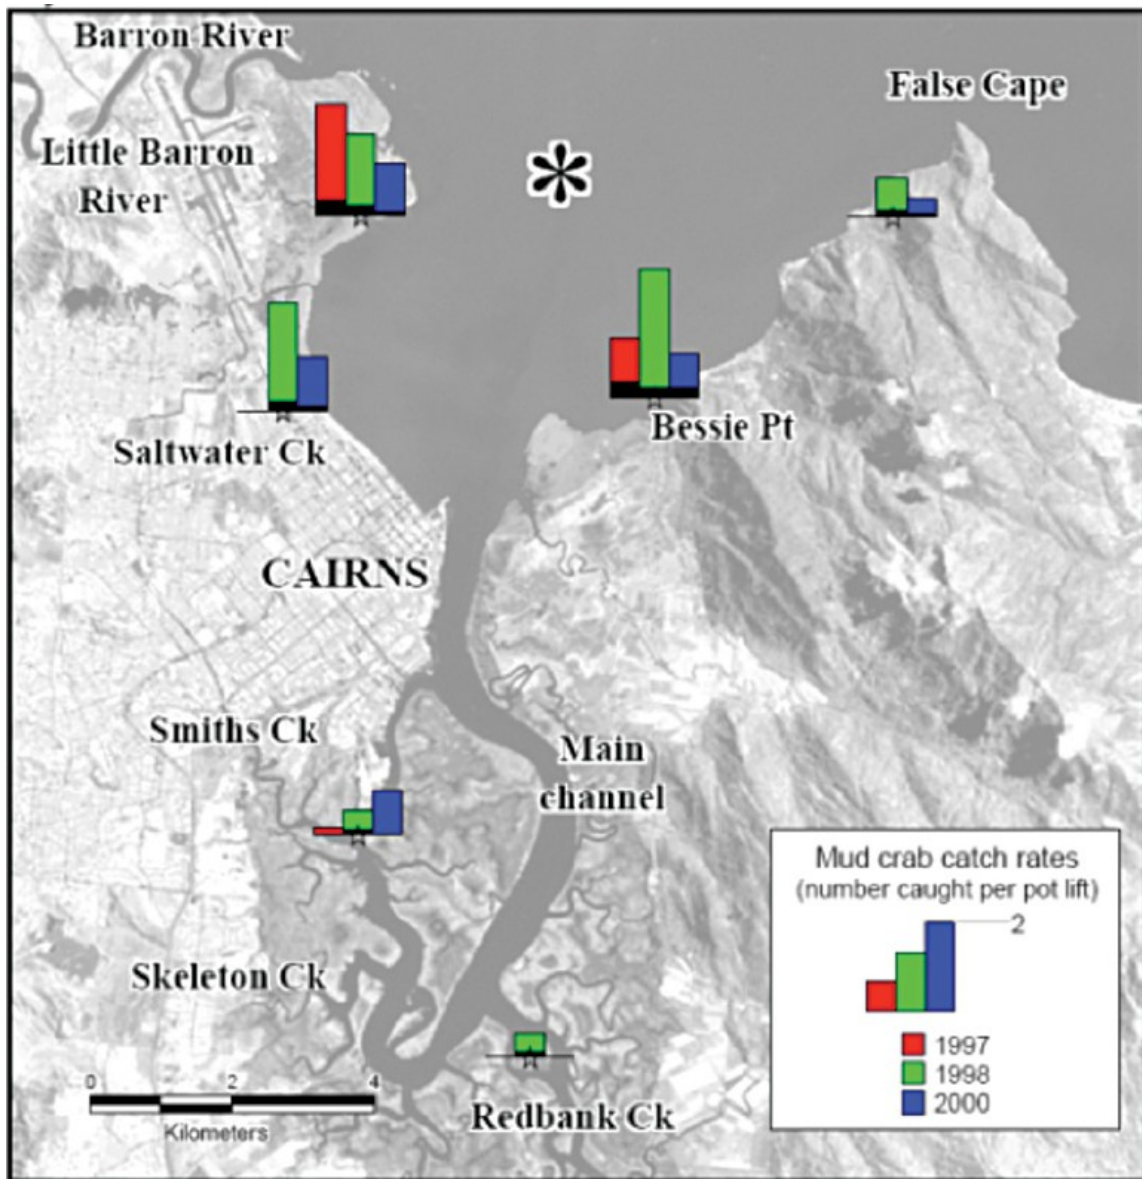 Barron River
False Cape
Little Barron
River
Saltwater Ck
Bessie Pt
CAIRNS
Smiths Ck
Main
channel
Skeleton Ck
Redbank Ck
0 2 4
Kilometers
Mud crab catch rates
(number caught per pot lift)
2
1997
1998
2000